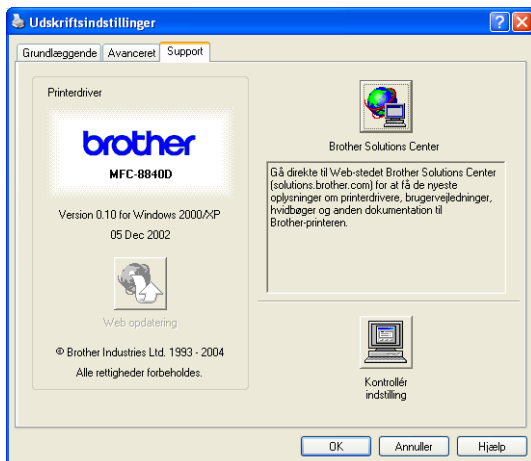 Udskriftsindstillinger
Grundlæggende
Avanceret
Support
Printerdriver
brother
MFC-8840D
Version 0.10 for Windows 2000/XP
05 Dec 2002
Web opdatering
© Brother Industries Ltd. 1993 - 2004
Alle rettigheder forbeholdes.
Brother Solutions Center
Gå direkte til Web-stedet Brother Solutions Center
(solutions.brother.com) for at få de nyeste
oplysninger om printerdrivere, brugervejledninger,
hvidbøger og anden dokumentation til
Brother-printeren.
Kontrollér
indstilling
OK
Annuller
Hjælp